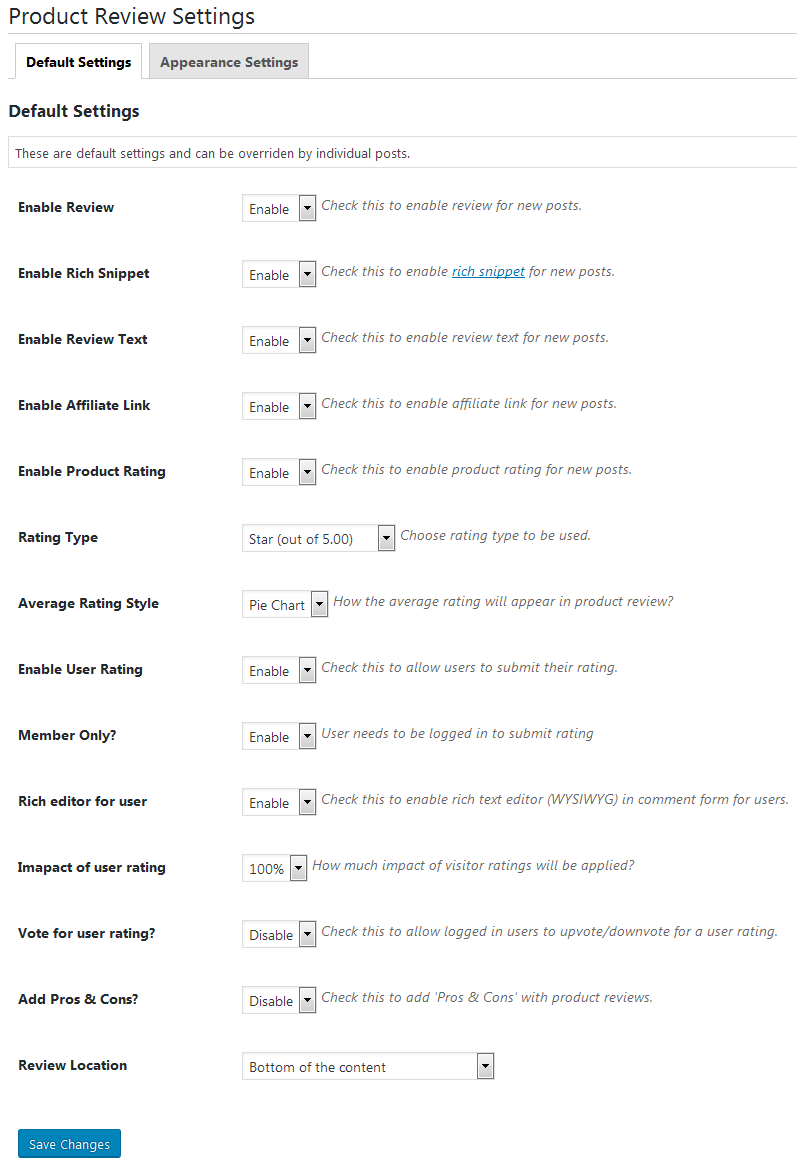 Product Review Settings
Default Settings Appearance Settings
Default Settings
These are default settings and can be overriden by individual posts.
Enable Review Enable Check this to enable review for new posts.
Enable Rich Snippet Enable Check this to enable rich snippet for new posts.
Enable Review Text Enable Check this to enable review text for new posts.
Enable Affiliate Link Enable Check this to enable affiliate link for new posts.
Enable Product Rating Enable Check this to enable product rating for new posts.
Rating Type Star (out of 5.00) Choose rating type to be used.
Average Rating Style Pie Chart How the average rating will appear in product review?
Enable User Rating Enable Check this to allow users to submit their rating.
Member Only? Enable User needs to be logged in to submit rating
Rich editor for user Enable Check this to enable rich text editor (WYSIWYG) in comment form for users.
Imapact of user rating 100% How much impact of visitor ratings will be applied?
Vote for user rating? Disable Check this to allow logged in users to upvote/downvote for a user rating.
Add Pros & Cons? Disable Check this to add 'Pros & Cons' with product reviews.
Review Location Bottom of the content
Save Changes